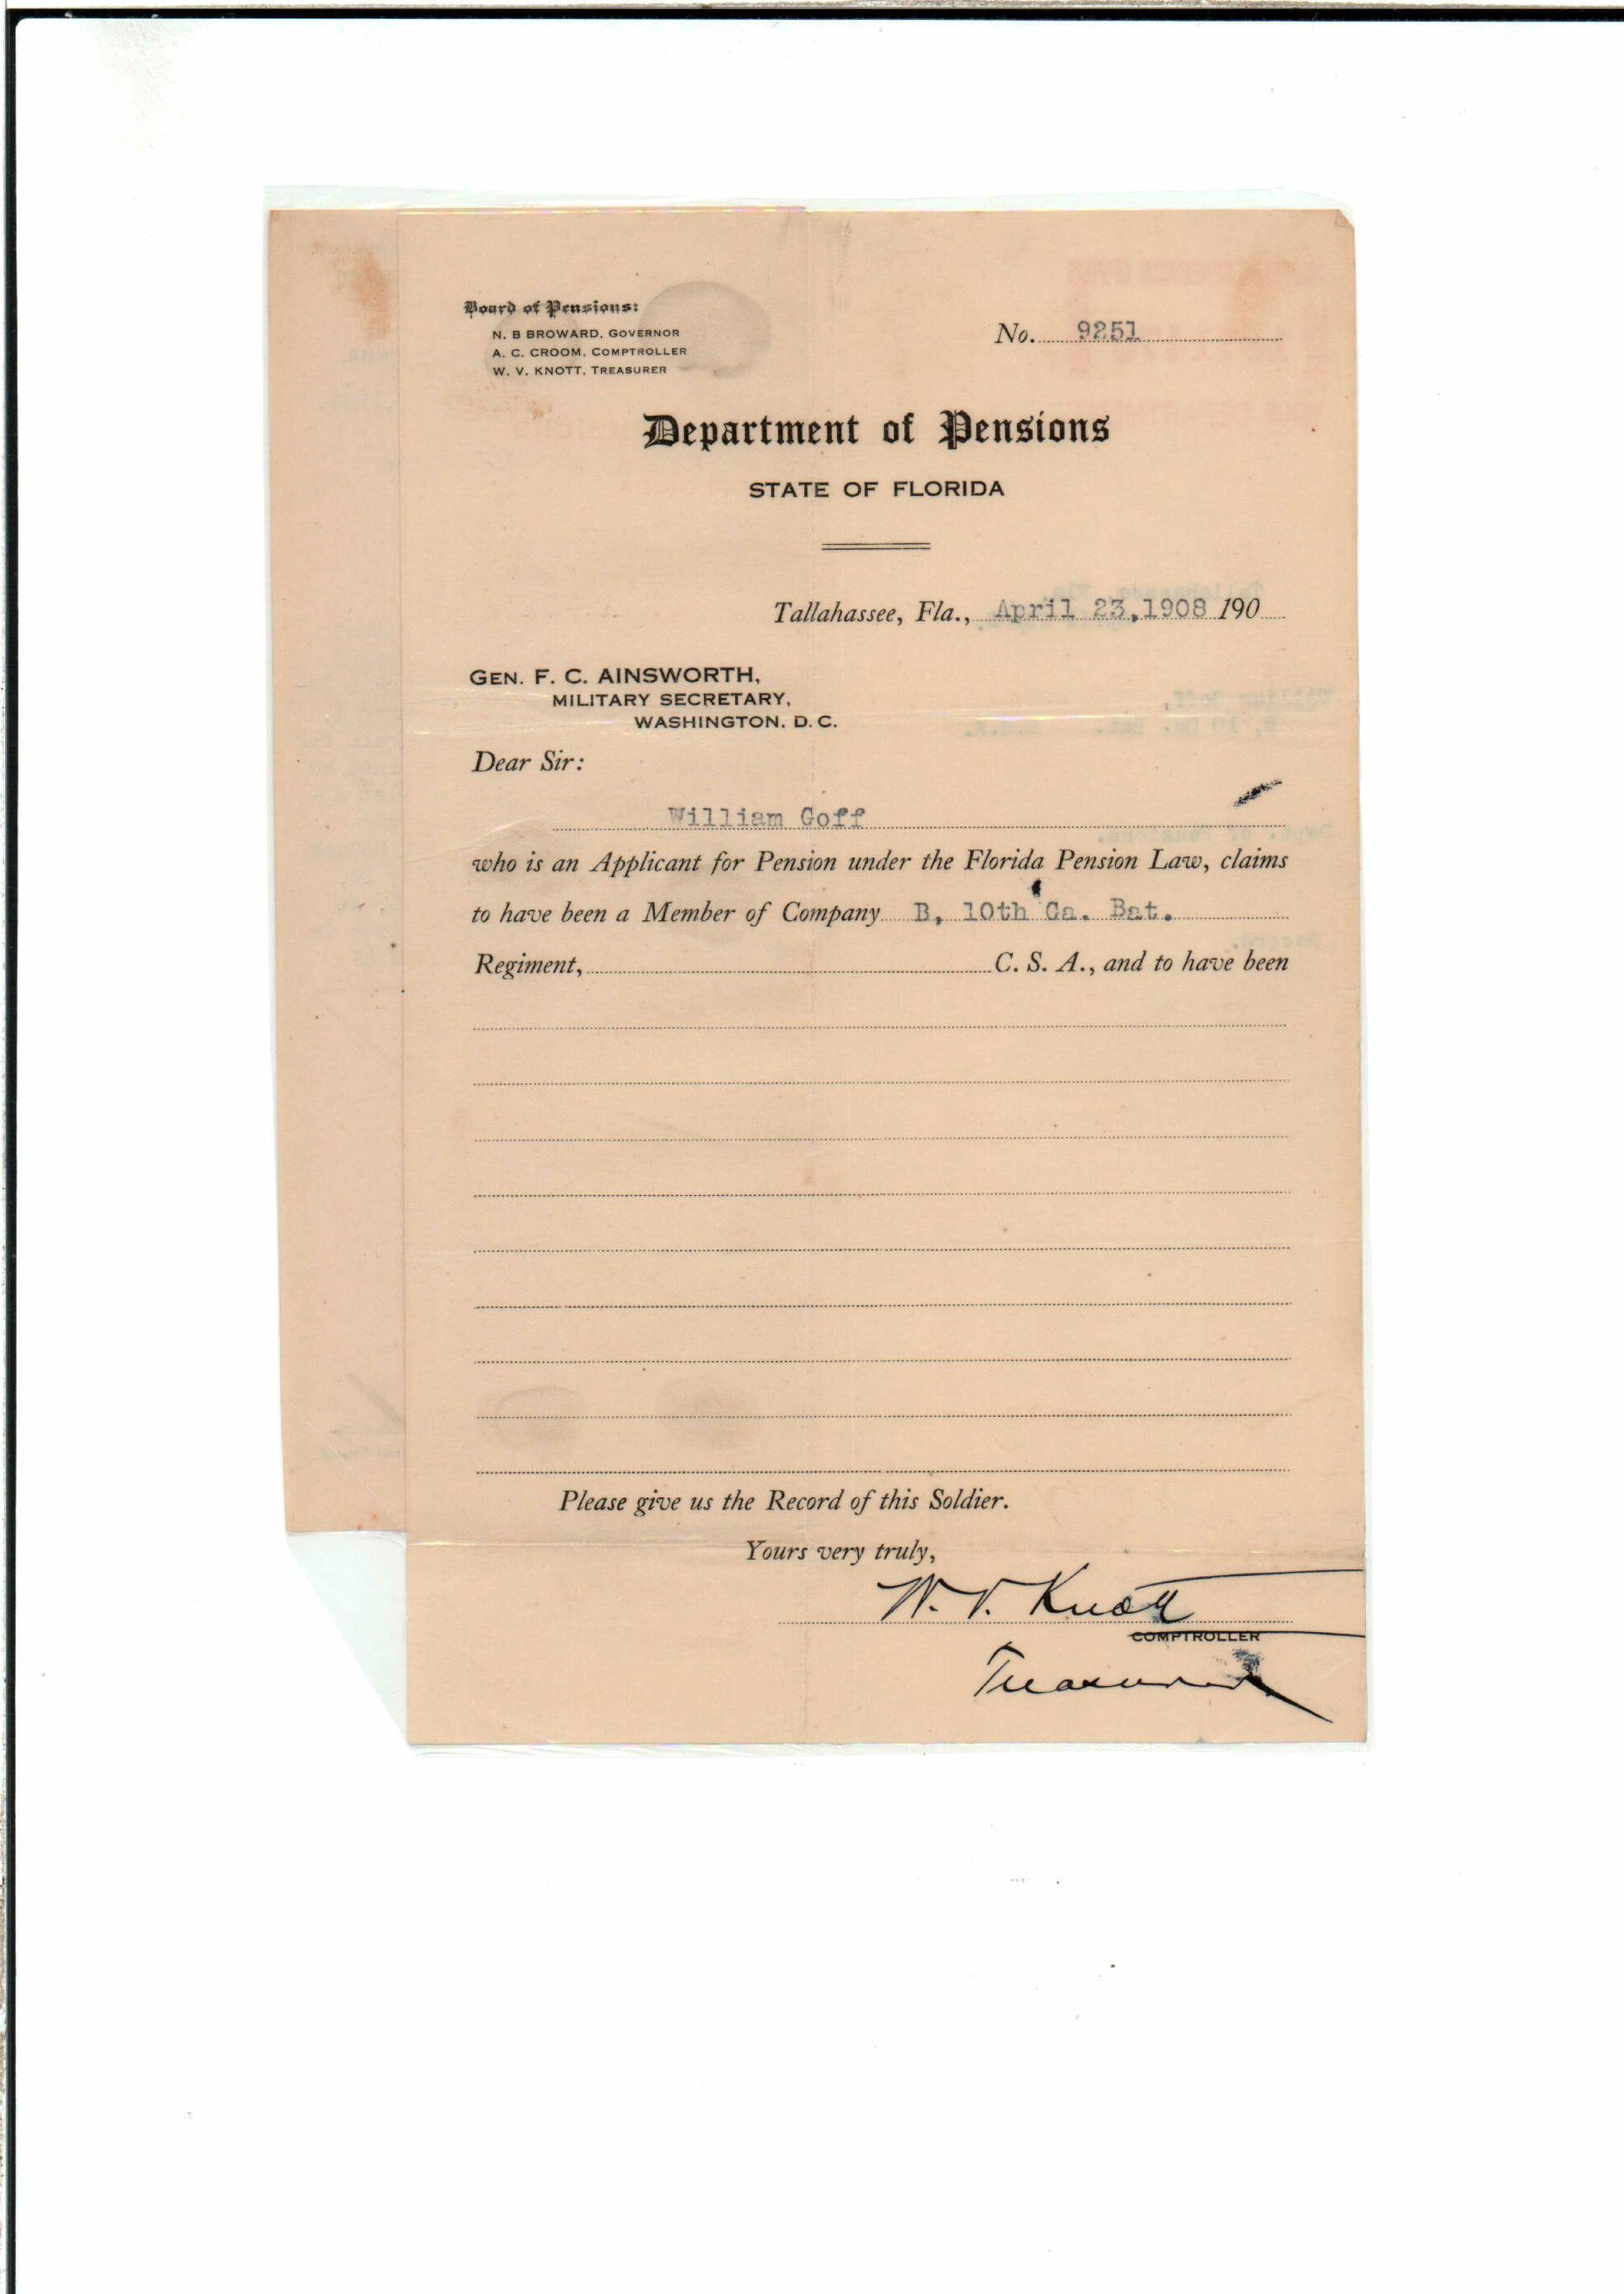 Board of Pensions:
N. B BROWARD, GOVERNOR
A. C. CROOM, COMPTROLLER
W. V. KNOTT, TREASURER
No. 9251
Department of Pensions
STATE OF FLORIDA
Tallahassee, Fla., April 23,1908 190
GEN. F. C. AINSWORTH,
MILITARY SECRETARY,
WASHINGTON, D. C.
Dear Sir:
William Goff
who is an Applicant for Pension under the Florida Pension Law, claims
to have been a Member of Company B, 10th Ga. Bat.
Regiment, C. S. A., and to have been
Please give us the Record of this Soldier.
Yours very truly,
W. V. Knott
COMPTROLLER
Treasurer